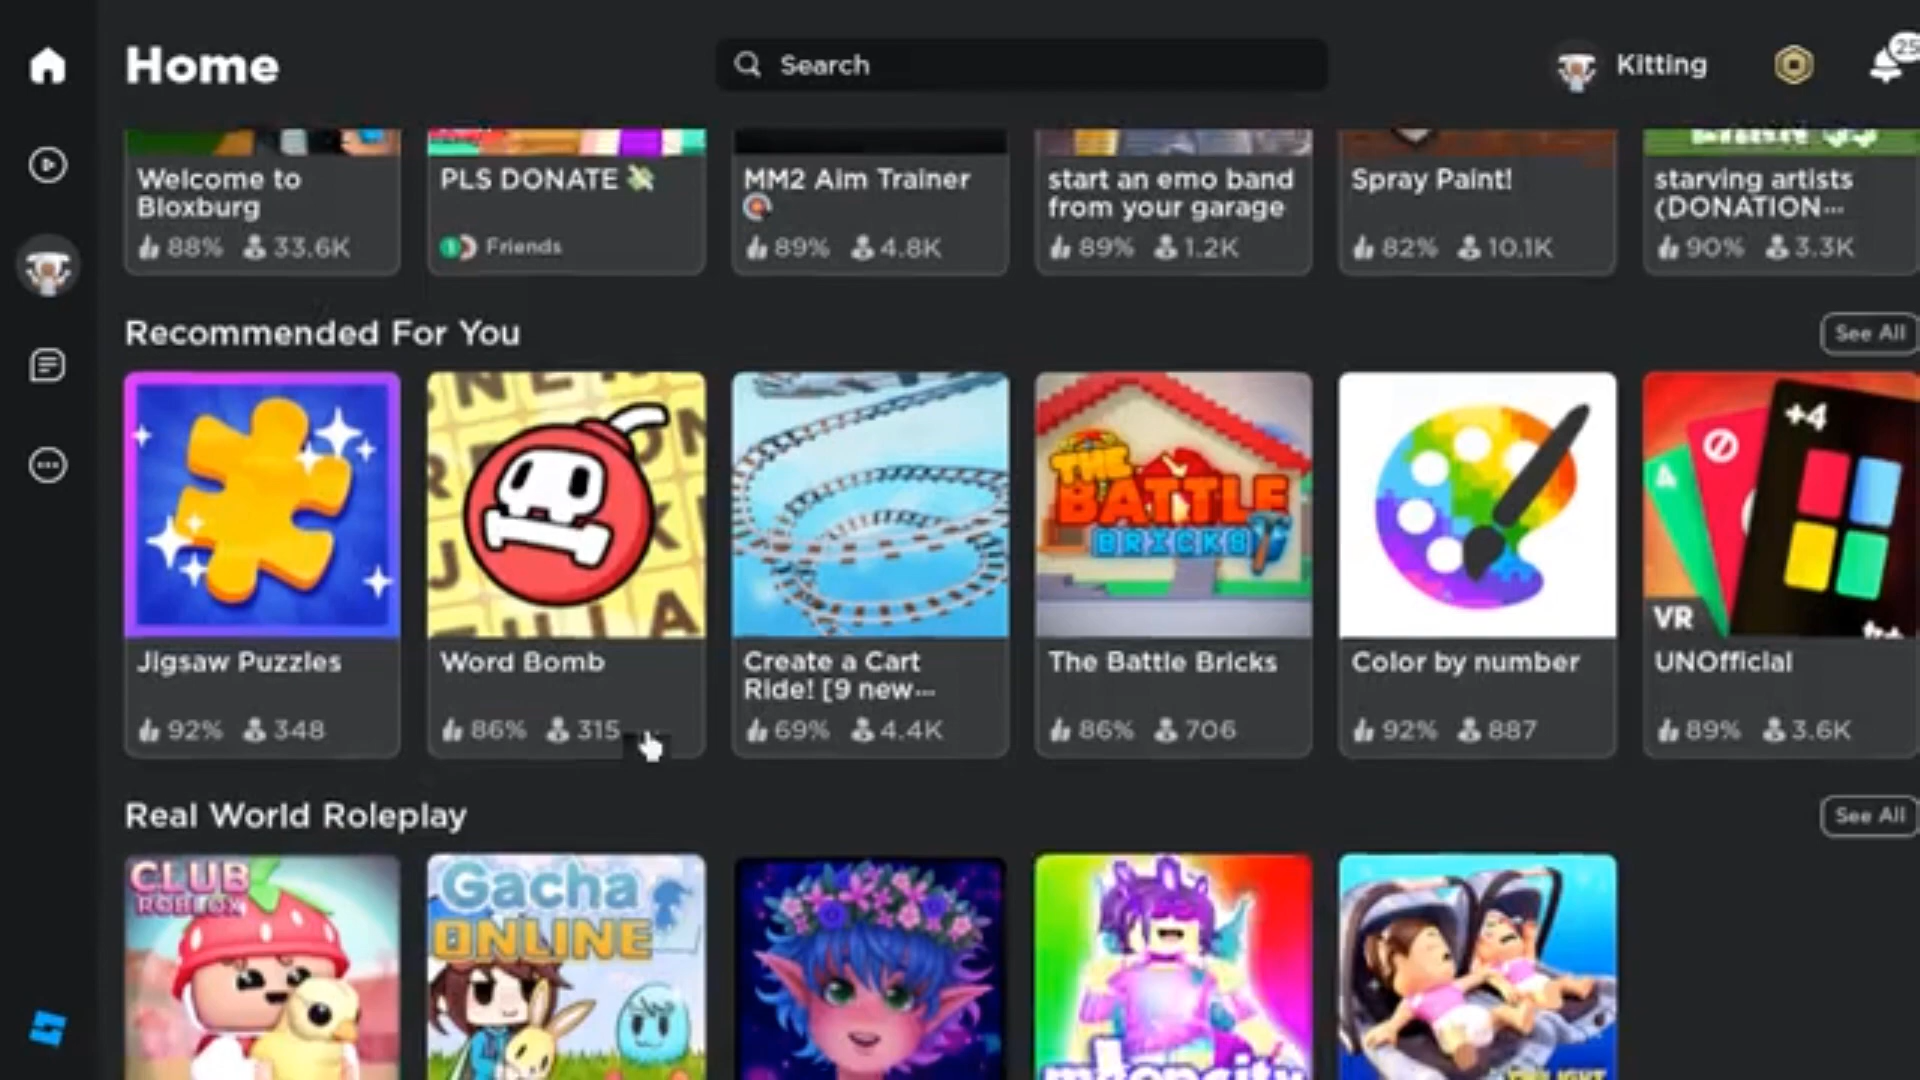 Home
Search
Kitting
25
Welcome to
Bloxburg
88% 33.6K
PLS DONATE
Friends
MM2 Aim Trainer
89% 4.8K
start an emo band
from your garage
89% 1.2K
Spray Paint!
82% 10.1K
starving artists
(DONATION...
90% 3.3K
Recommended For You
See All
THE
BATTLE
BRICKS
+4
4
VR
Jigsaw Puzzles
92% 348
Word Bomb
86% 315
Create a Cart
Ride! [9 new...
69% 4.4K
The Battle Bricks
86% 706
Color by number
92% 887
UNOfficial
89% 3.6K
Real World Roleplay
See All
CLUB
ROBLOX
Gacha
ONLINE